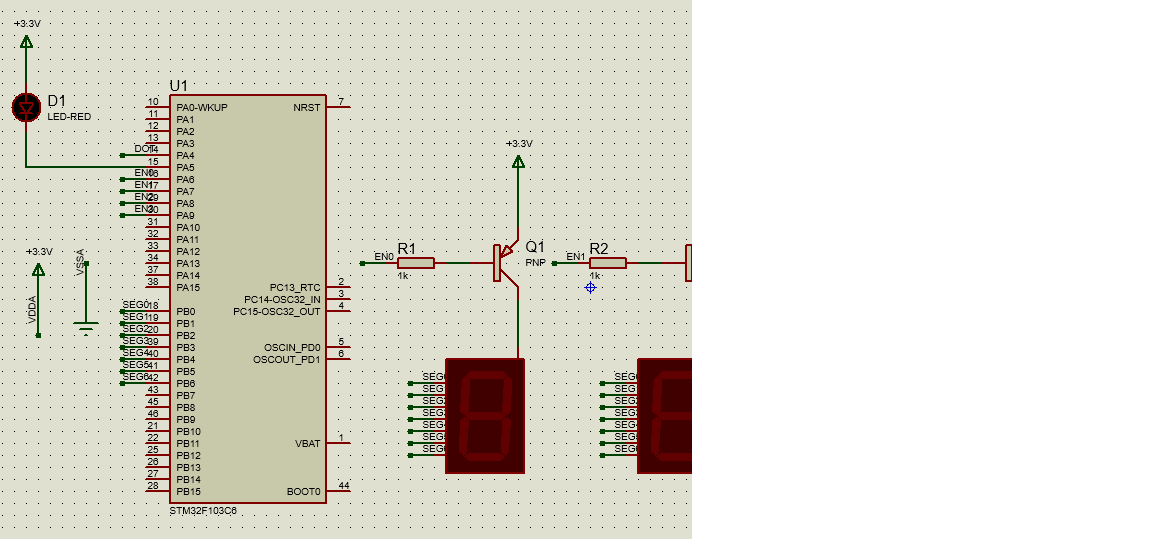 +3.3V
D1
LED-RED
U1
10 PA0-WKUP
11 PA1
12 PA2
13 PA3
DOT 14 PA4
15 PA5
EN0 16 PA6
EN1 17 PA7
EN2 29 PA8
EN3 30 PA9
31 PA10
32 PA11
33 PA12
34 PA13
37 PA14
38 PA15
SEG0 18 PB0
SEG1 19 PB1
SEG2 20 PB2
SEG3 39 PB3
SEG4 40 PB4
SEG5 41 PB5
SEG6 42 PB6
43 PB7
45 PB8
46 PB9
21 PB10
22 PB11
25 PB12
26 PB13
27 PB14
28 PB15
NRST 7
PC13_RTC 2
PC14-OSC32_IN 3
PC15-OSC32_OUT 4
OSCIN_PD0 5
OSCOUT_PD1 6
VBAT 1
BOOT0 44
STM32F103C6
+3.3V
VDDA
VSSA
+3.3V
EN0
R1
1k
Q1
PNP
EN1
R2
1k
SEG
SEG
SEG
SEG
SEG
SEG
SEG
SEG
SEG
SEG
SEG
SEG
SEG
SEG